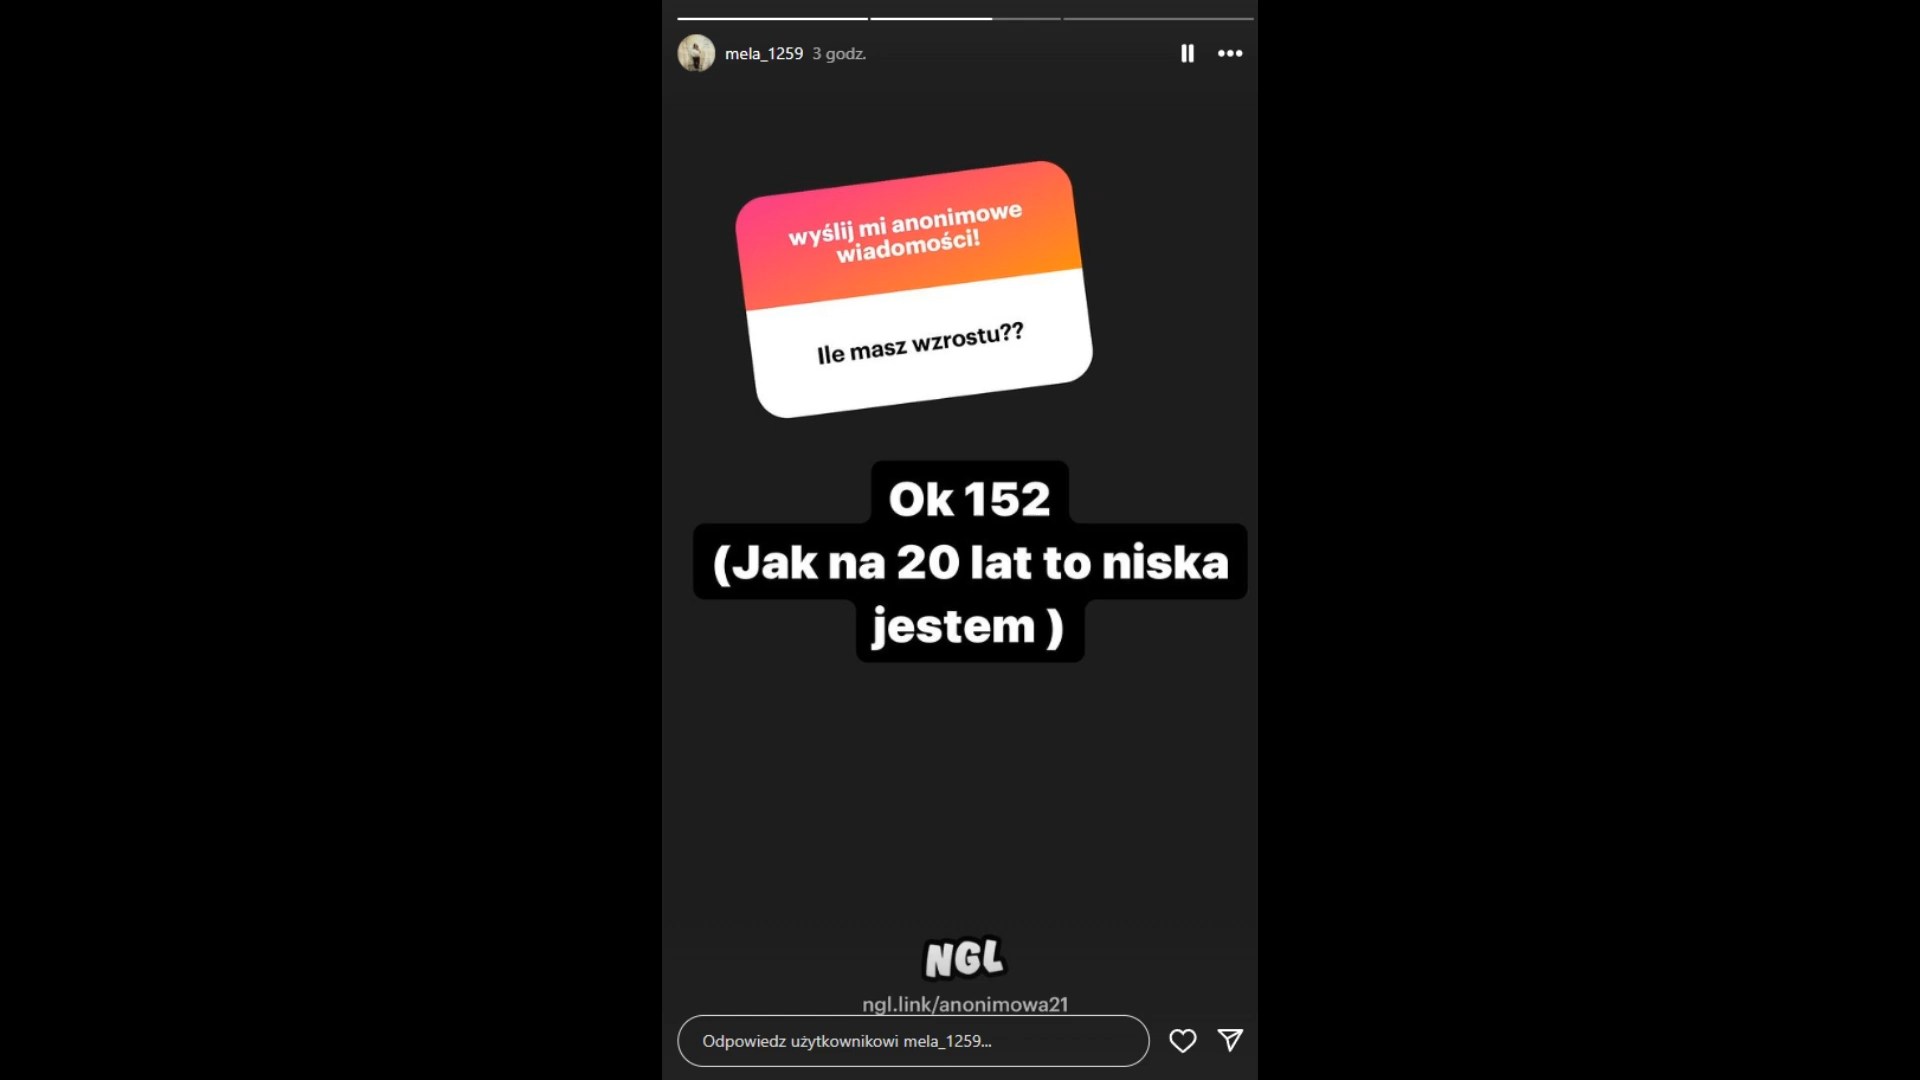 mela_1259 3 godz.
wyślij mi anonimowe
wiadomości!
Ile masz wzrostu??
Ok 152
(Jak na 20 lat to niska
jestem )
NGL
ngl.link/anonimowa21
Odpowiedz użytkownikowi mela_1259...